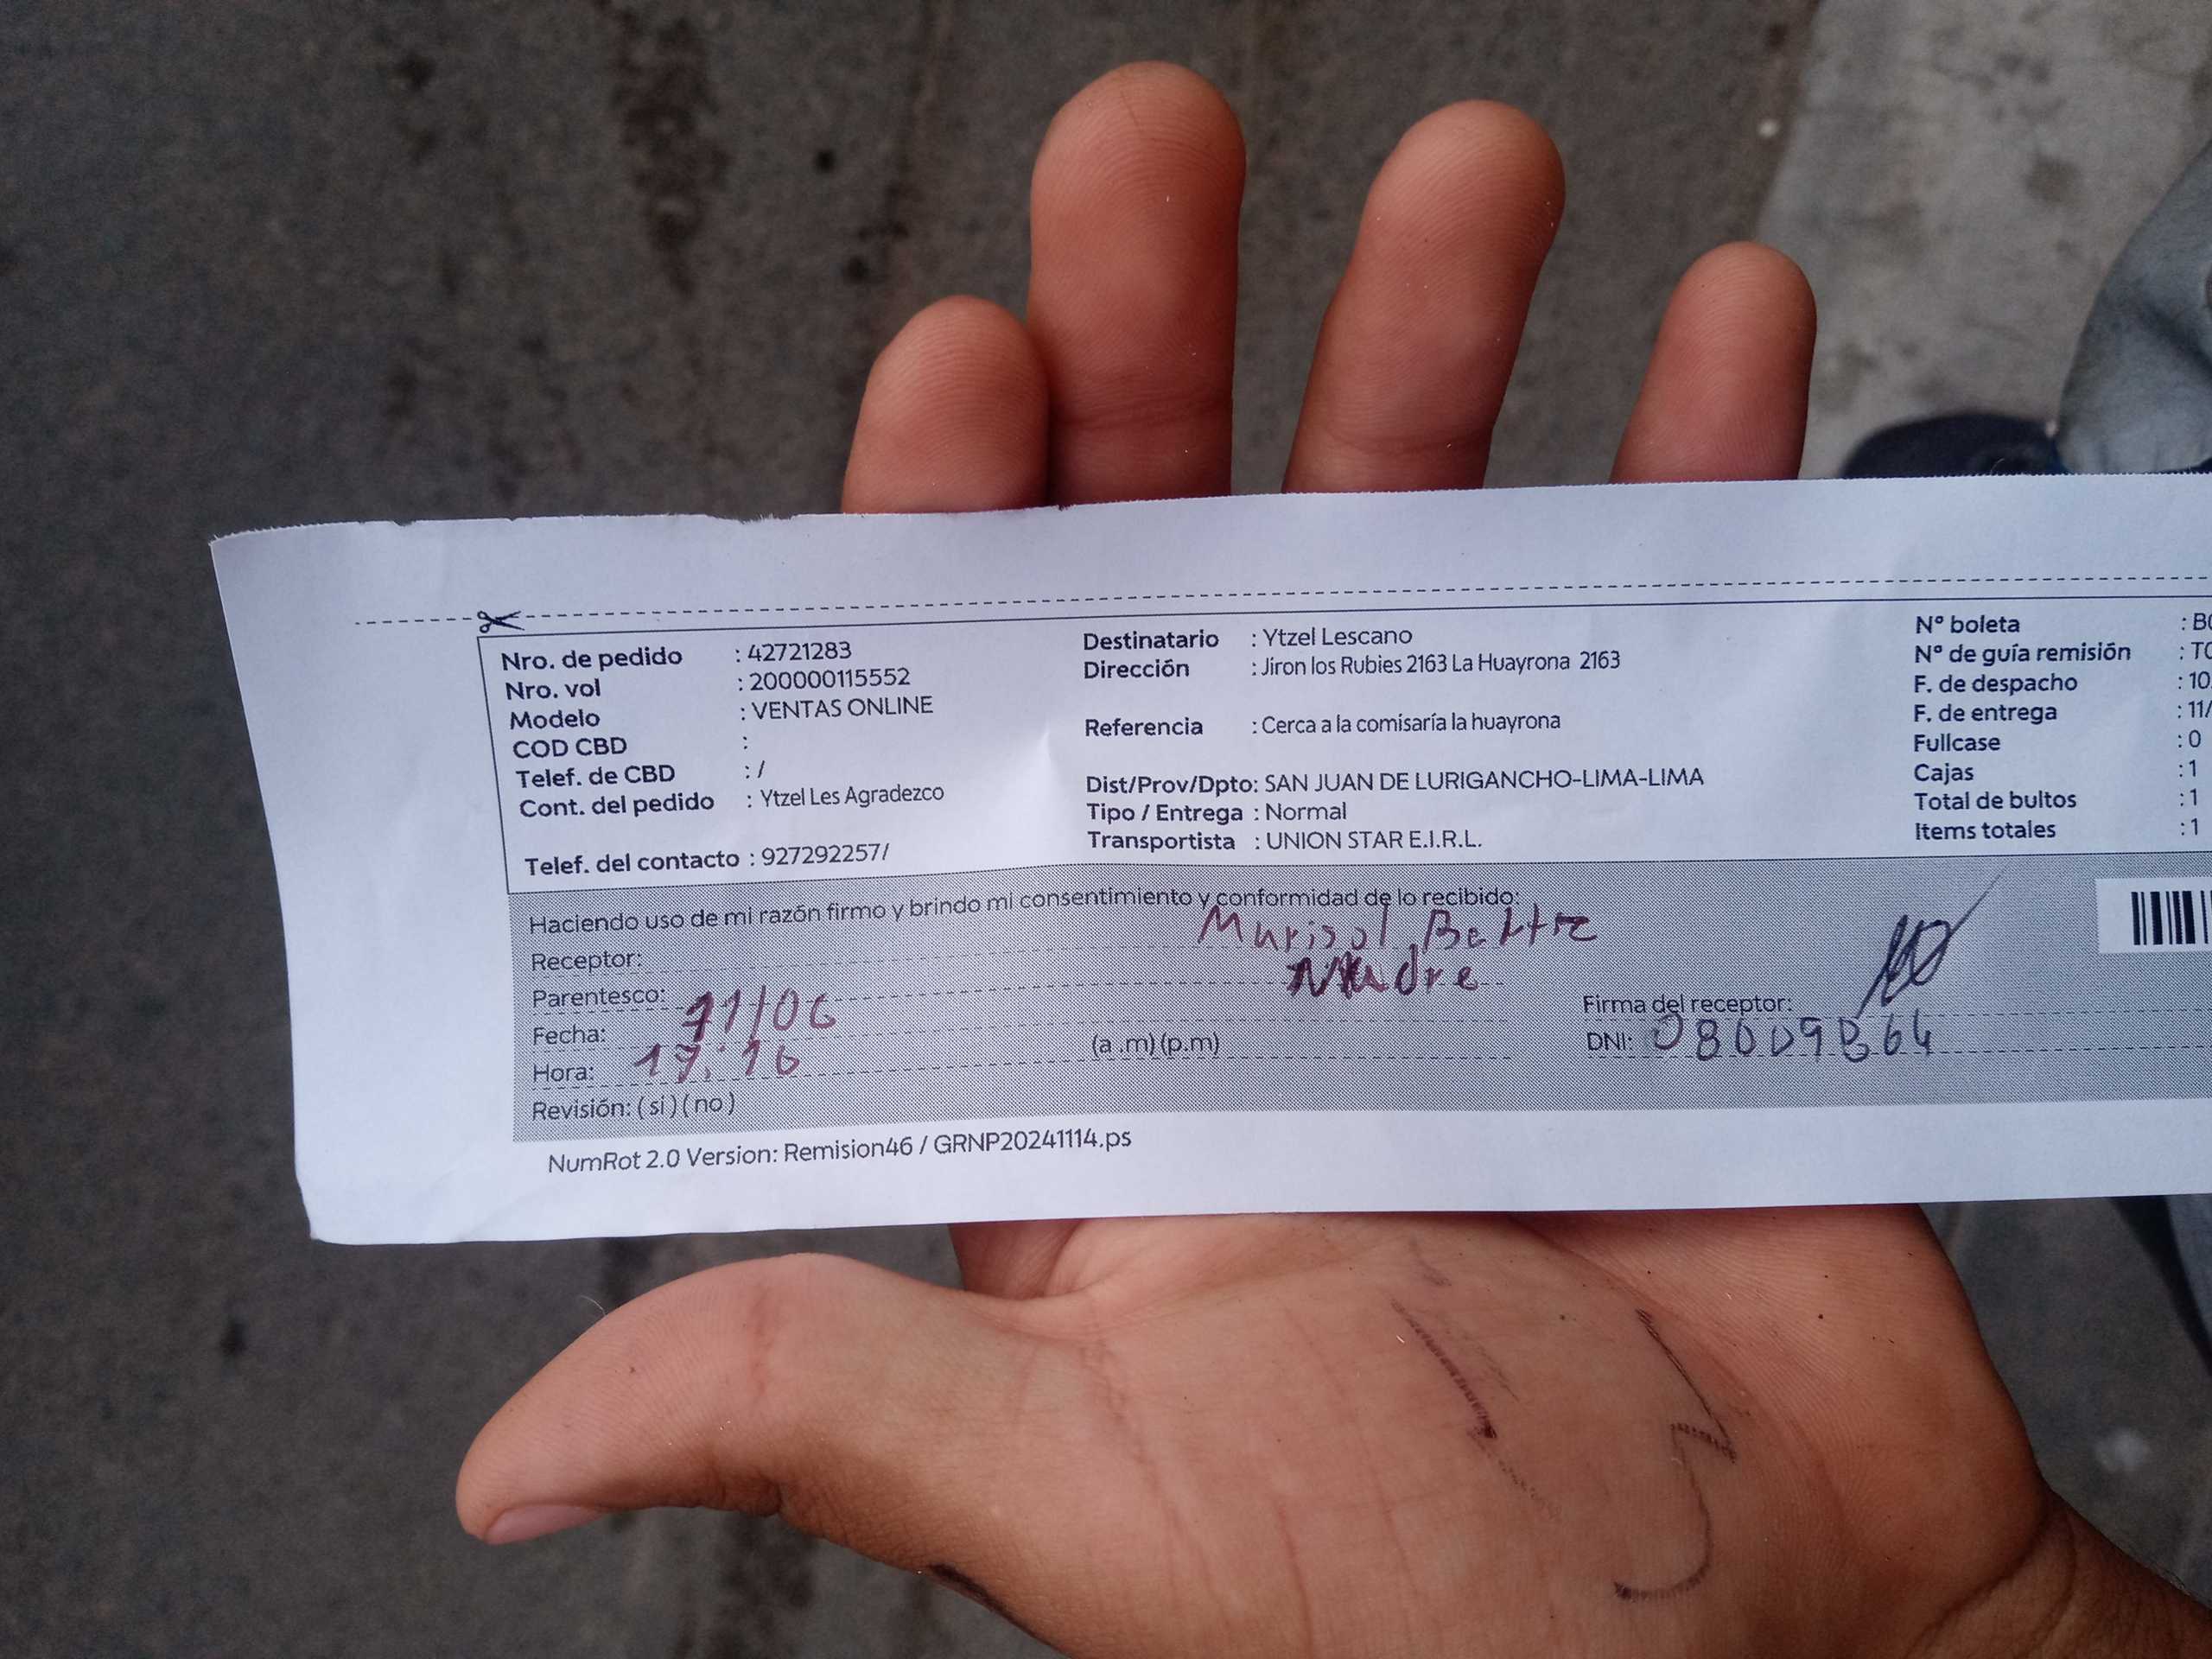 Nro. de pedido : 42721283
Nro. vol : 200000115552
Modelo : VENTAS ONLINE
COD CBD :
Telef. de CBD : /
Cont. del pedido : Ytzel Les Agradezco
Telef. del contacto : 927292257/
Destinatario : Ytzel Lescano
Dirección : Jiron los Rubies 2163 La Huayrona 2163
Referencia : Cerca a la comisaría la huayrona
Dist/Prov/Dpto: SAN JUAN DE LURIGANCHO-LIMA-LIMA
Tipo / Entrega : Normal
Transportista : UNION STAR E.I.R.L.
Nº boleta : B
Nº de guía remisión : T
F. de despacho : 10
F. de entrega : 11/
Fullcase : 0
Cajas : 1
Total de bultos : 1
Items totales : 1
Haciendo uso de mi razón firmo y brindo mi consentimiento y conformidad de lo recibido:
Receptor: Murisol
Parentesco: Madre
Fecha: 11/06
Hora: 17:16 (a .m) (p.m)
Revisión: ( si ) ( no )
Firma del receptor:
DNI:
NumRot 2.0 Version: Remision46 / GRNP20241114.ps